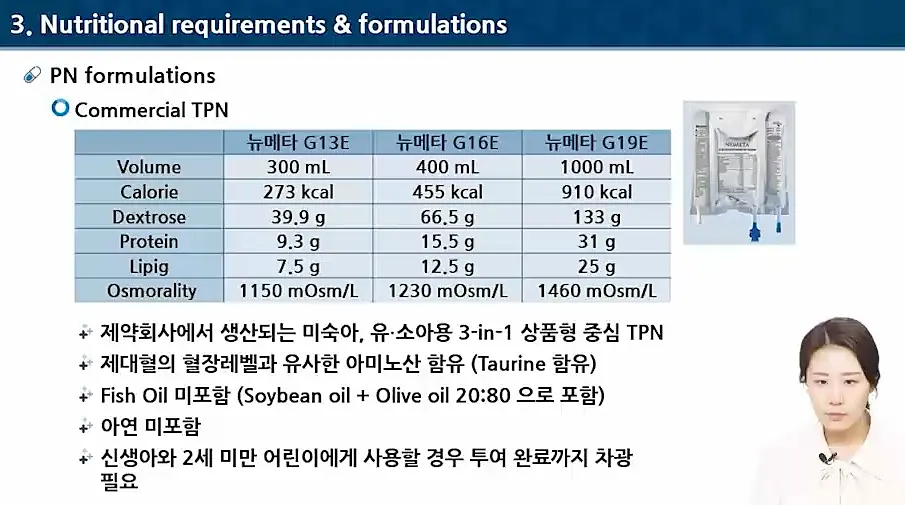 3. Nutritional requirements & formulations
PN formulations
Commercial TPN
뉴메타 G13E 뉴메타 G16E 뉴메타 G19E
Volume 300 mL 400 mL 1000 mL
Calorie 273 kcal 455 kcal 910 kcal
Dextrose 39.9 g 66.5 g 133 g
Protein 9.3 g 15.5 g 31 g
Lipig 7.5 g 12.5 g 25 g
Osmorality 1150 mOsm/L 1230 mOsm/L 1460 mOsm/L
제약회사에서 생산되는 미숙아, 유·소아용 3-in-1 상품형 중심 TPN
제대혈의 혈장레벨과 유사한 아미노산 함유 (Taurine 함유)
Fish Oil 미포함 (Soybean oil + Olive oil 20:80 으로 포함)
아연 미포함
신생아와 2세 미만 어린이에게 사용할 경우 투여 완료까지 차광
필요